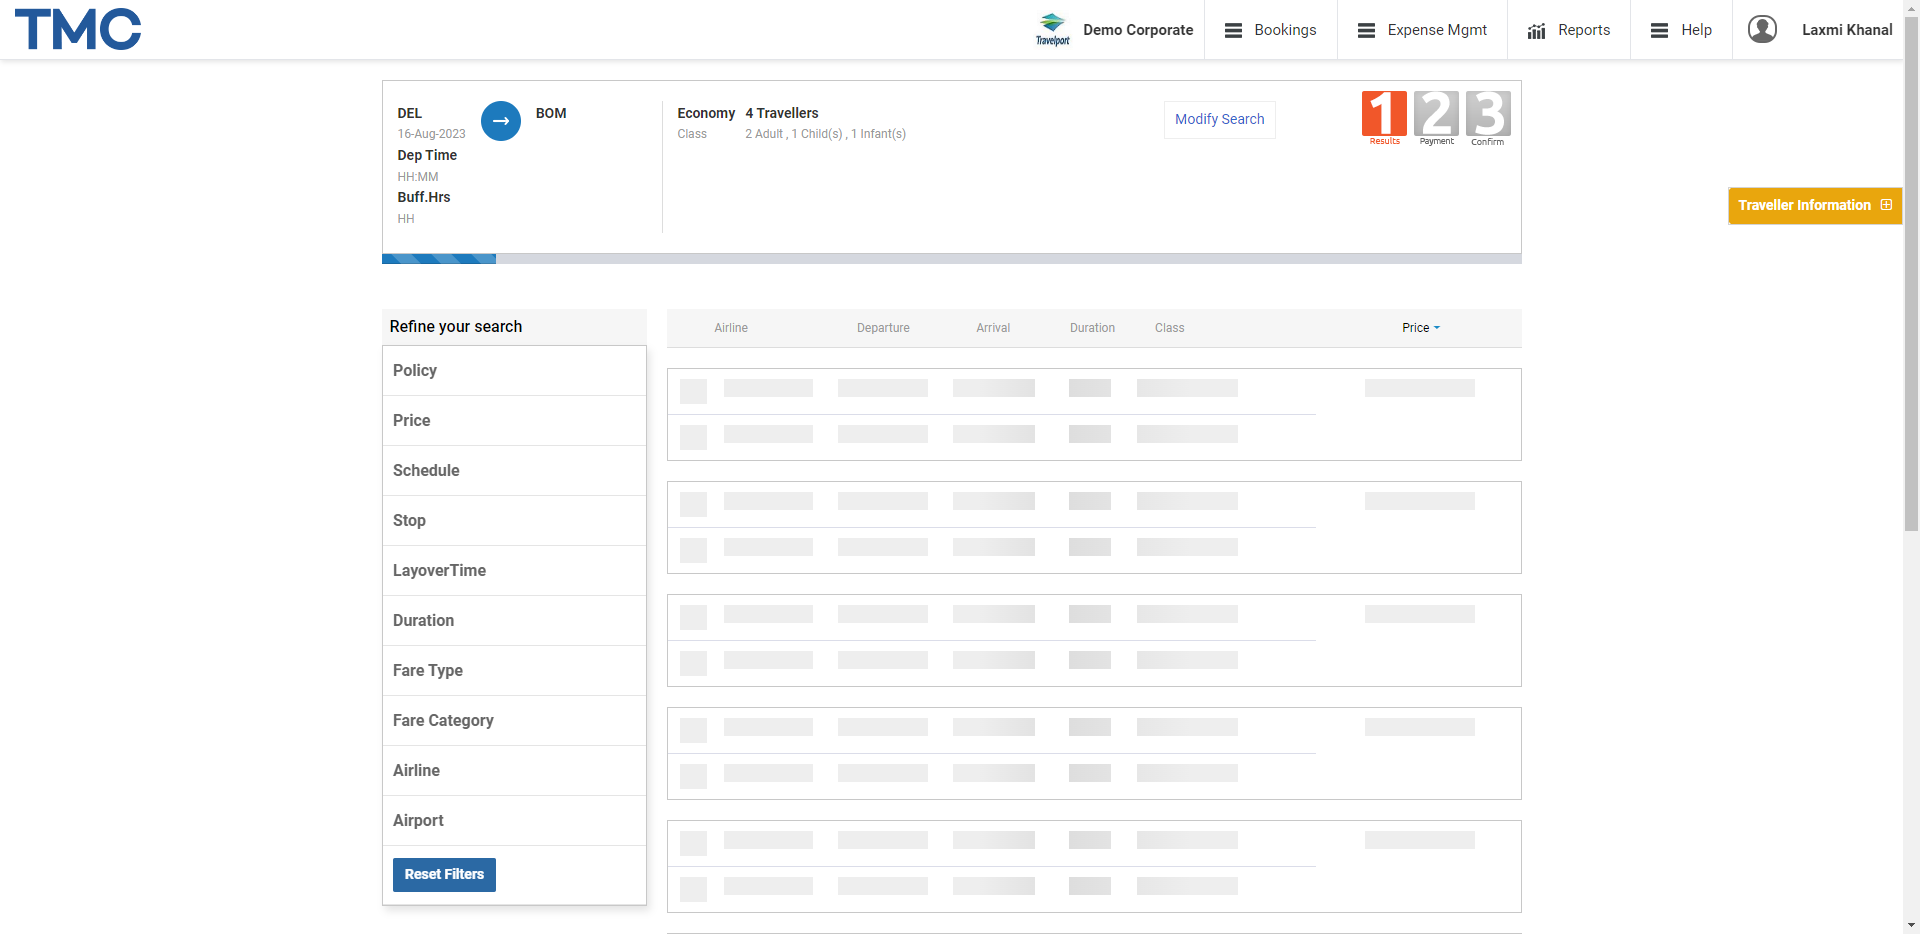 TMC
Travelport
Demo Corporate
Bookings
Expense Mgmt
Reports
Help
Laxmi Khanal
DEL
16-Aug-2023
BOM
Dep Time
HH:MM
Buff.Hrs
HH
Economy
Class
4 Travellers
2 Adult , 1 Child(s) , 1 Infant(s)
Modify Search
1
Results
2
Payment
3
Confirm
Traveller Information
Refine your search
Policy
Price
Schedule
Stop
LayoverTime
Duration
Fare Type
Fare Category
Airline
Airport
Reset Filters
Airline
Departure
Arrival
Duration
Class
Price